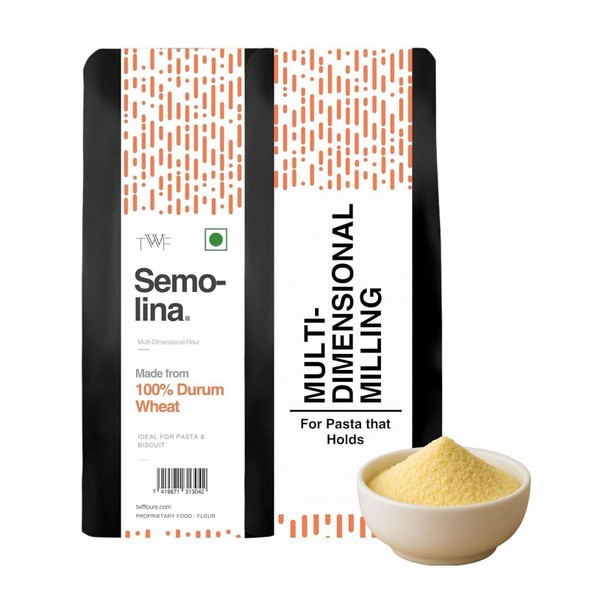 TWF
Semo-
lina.
Multi-Dimensional Flour
Made from
100% Durum
Wheat
IDEAL FOR PASTA &
BISCUIT
7 419871 313042
twfflours.com
PROPRIETARY FOOD : FLOUR
MULTI-
DIMENSIONAL
MILLING
For Pasta that
Holds